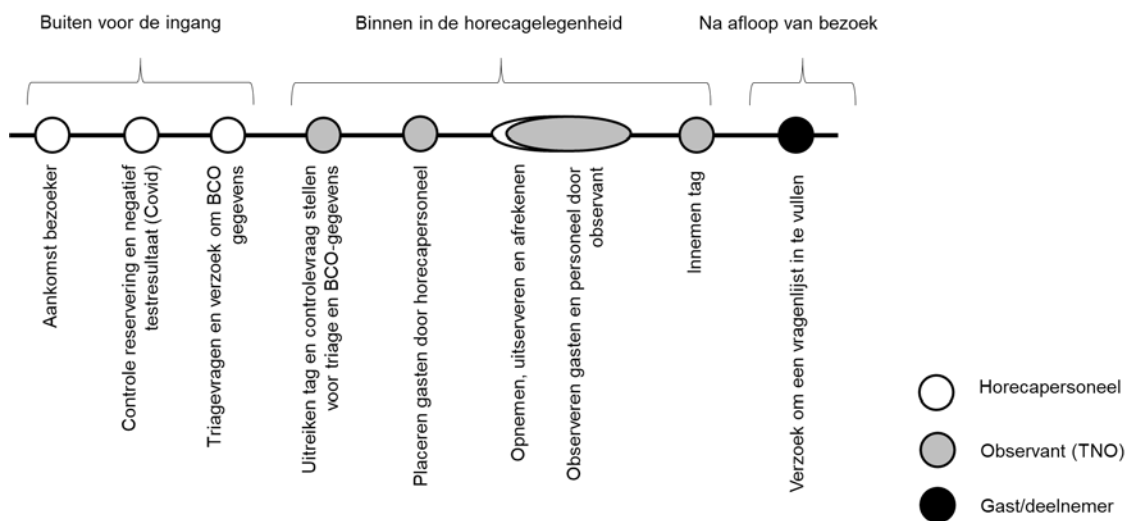 Buiten voor de ingang
Binnen in de horecagelegenheid
Na afloop van bezoek
Aankomst bezoeker
Controle reservering en negatief
testresultaat (Covid)
Triagevragen en verzoek om BCO
gegevens
Uitreiken tag en controlevraag stellen
voor triage en BCO-gegevens
Placeren gasten door horecapersoneel
Opnemen, uitserveren en afrekenen
Observeren gasten en personeel door
observant
Innemen tag
Verzoek om een vragenlijst in te vullen
Horecapersoneel
Observant (TNO)
Gast/deelnemer